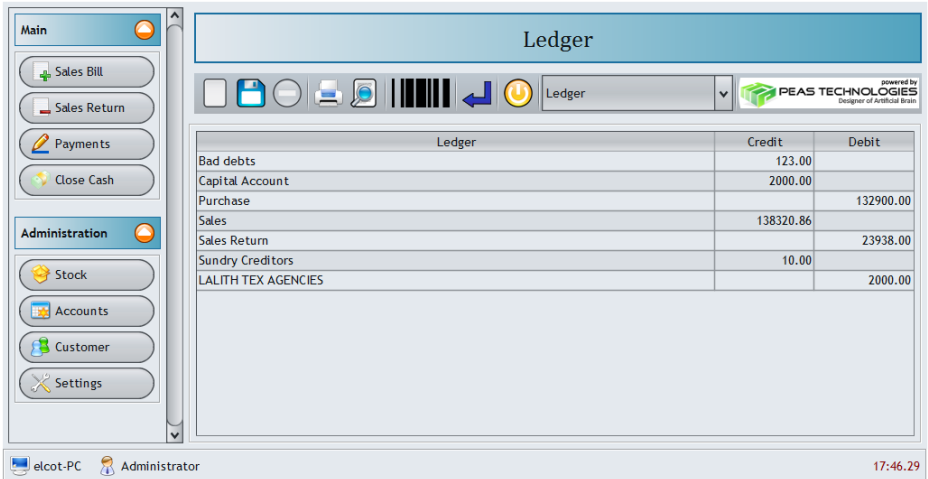 Main
Sales Bill
Sales Return
Payments
Close Cash
Administration
Stock
Accounts
Customer
Settings
Ledger
Ledger
powered by
PEAS TECHNOLOGIES
Designer of Artificial Brain
Ledger Credit Debit
Bad debts 123.00
Capital Account 2000.00
Purchase 132900.00
Sales 138320.86
Sales Return 23938.00
Sundry Creditors 10.00
LALITH TEX AGENCIES 2000.00
elcot-PC Administrator 17:46.29